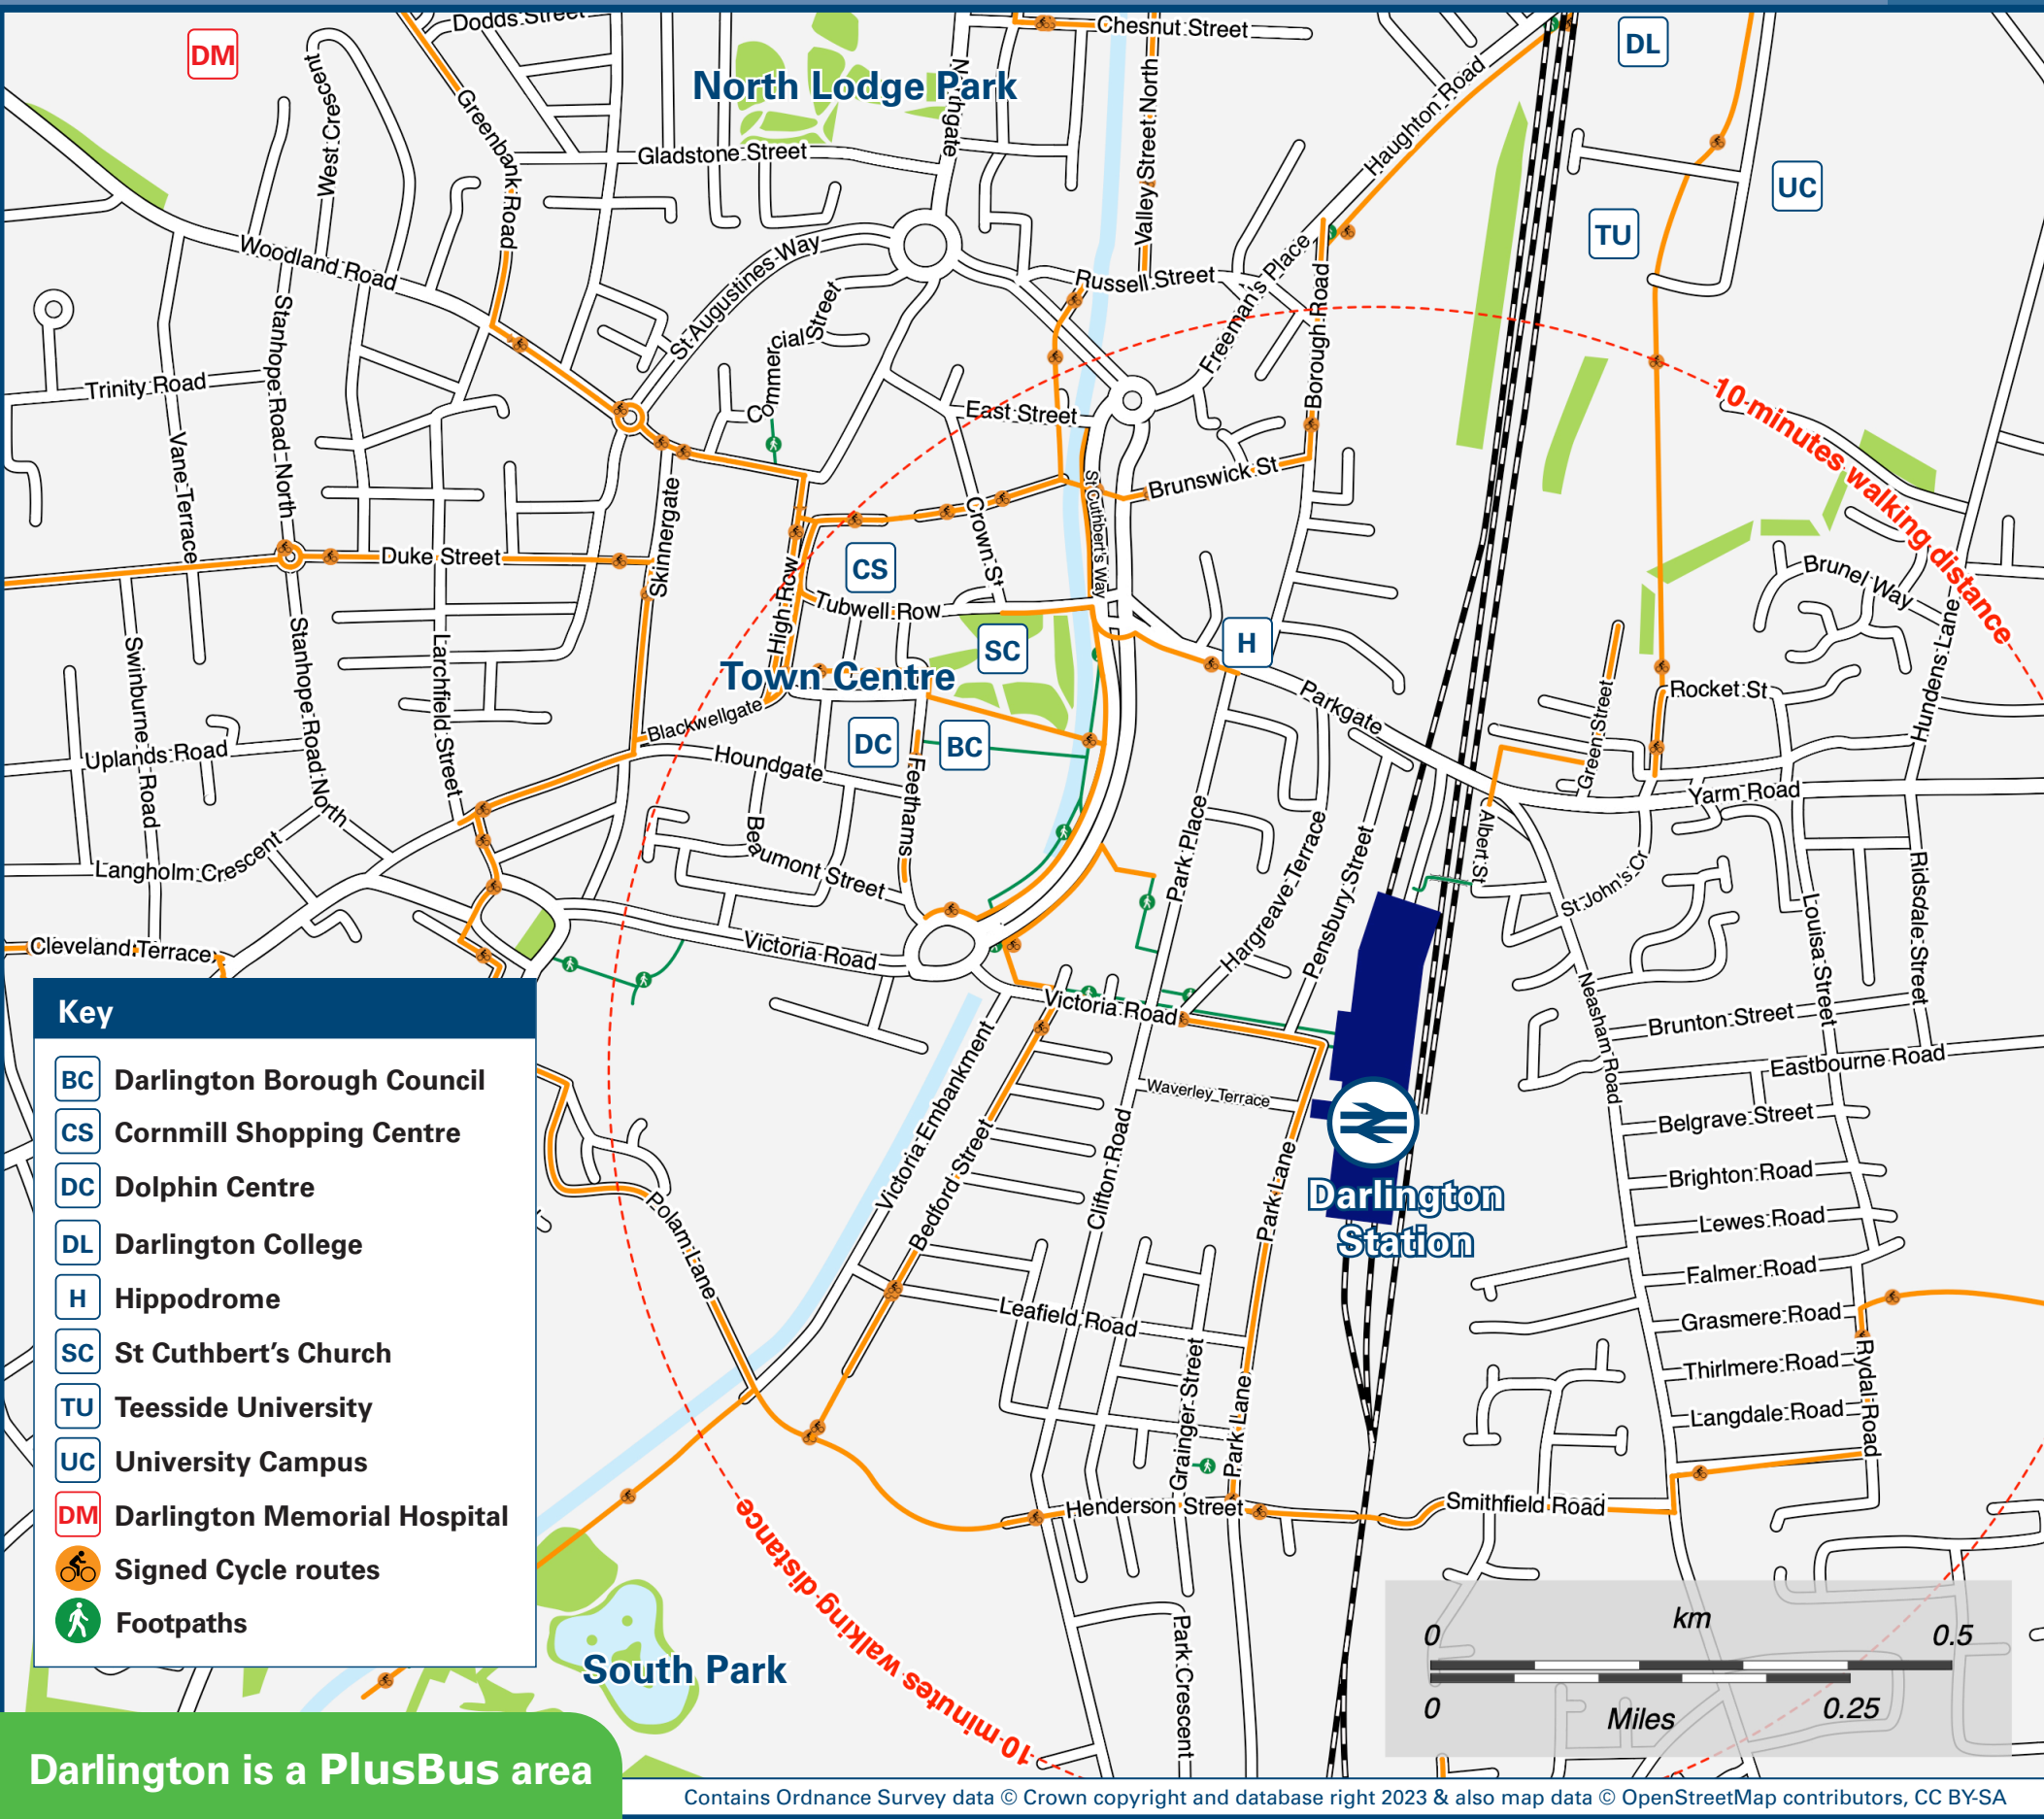 Dodds Street
Chesnut Street
DM
DL
North Lodge Park
Northgate
Valley Street North
Haughton Road
West Crescent
Greenbank Road
Gladstone Street
UC
TU
Woodland Road
St Augustines Way
Commercial Street
Russell Street
Freeman's Place
Borough Road
Stanhope Road North
Trinity Road
Vane Terrace
East Street
10 minutes walking distance
Brunswick St
St Cuthbert's Way
Crown St
Skinnergate
Duke Street
CS
High Row
Tubwell Row
Brunel Way
Hundens Lane
H
SC
Town Centre
Swinburne Road
Stanhope Road North
Larchfield Street
Blackwellgate
Parkgate
Rocket St
Green Street
Uplands Road
Houndgate
DC
BC
Feethams
Yarm Road
Albert St
Langholm Crescent
Beaumont Street
Park Place
Hargreave Terrace
Pensbury Street
St John's Cr
Louisa Street
Ridsdale Street
Cleveland Terrace
Victoria Road
Victoria Road
Neasham Road
Brunton Street
Eastbourne Road
Waverley Terrace
Belgrave Street
Victoria Embankment
Bedford Street
Clifton Road
Park Lane
Brighton Road
Darlington
Station
Lewes Road
Polam Lane
Falmer Road
Leafield Road
Grasmere Road
Thirlmere Road
Rydal Road
Grainger Street
Park Lane
Langdale Road
Henderson Street
Smithfield Road
10 minutes walking distance
Park Crescent
South Park
Key
BC Darlington Borough Council
CS Cornmill Shopping Centre
DC Dolphin Centre
DL Darlington College
H Hippodrome
SC St Cuthbert’s Church
TU Teesside University
UC University Campus
DM Darlington Memorial Hospital
Signed Cycle routes
Footpaths
km
0 0.5
0 0.25
Miles
Darlington is a PlusBus area
Contains Ordnance Survey data © Crown copyright and database right 2023 & also map data © OpenStreetMap contributors, CC BY-SA